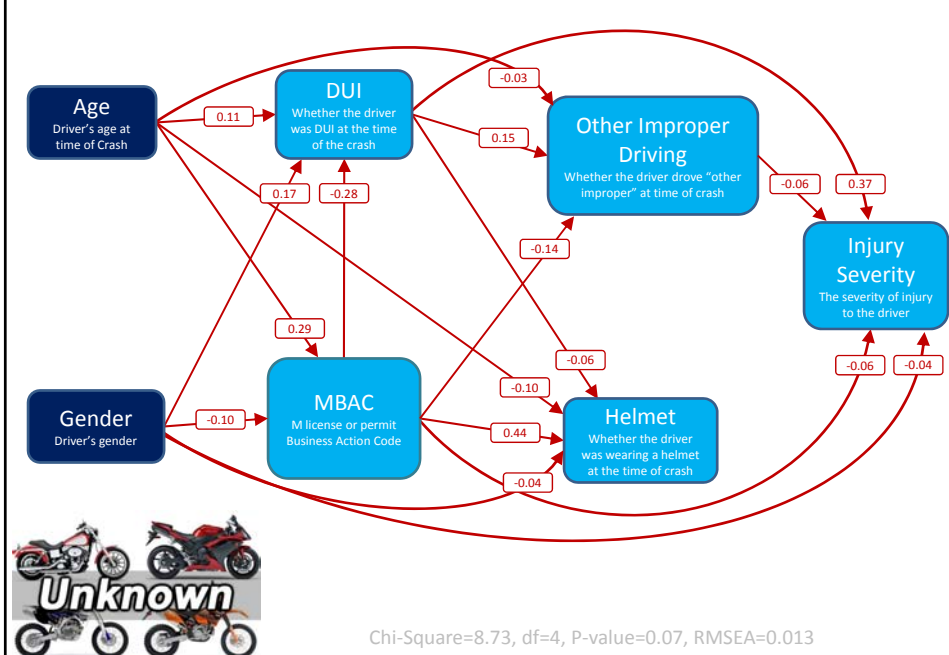 Age
Driver's age at
time of Crash
0.11
DUI
Whether the driver
was DUI at the time
of the crash
-0.03
0.15
Other Improper
Driving
Whether the driver drove “other
improper” at time of crash
-0.06
0.37
0.17
-0.28
-0.14
Injury
Severity
The severity of injury
to the driver
0.29
-0.06
-0.06
-0.04
Gender
Driver's gender
-0.10
MBAC
M license or permit
Business Action Code
-0.10
0.44
-0.04
Helmet
Whether the driver
was wearing a helmet
at the time of crash
Unknown
Chi-Square=8.73, df=4, P-value=0.07, RMSEA=0.013